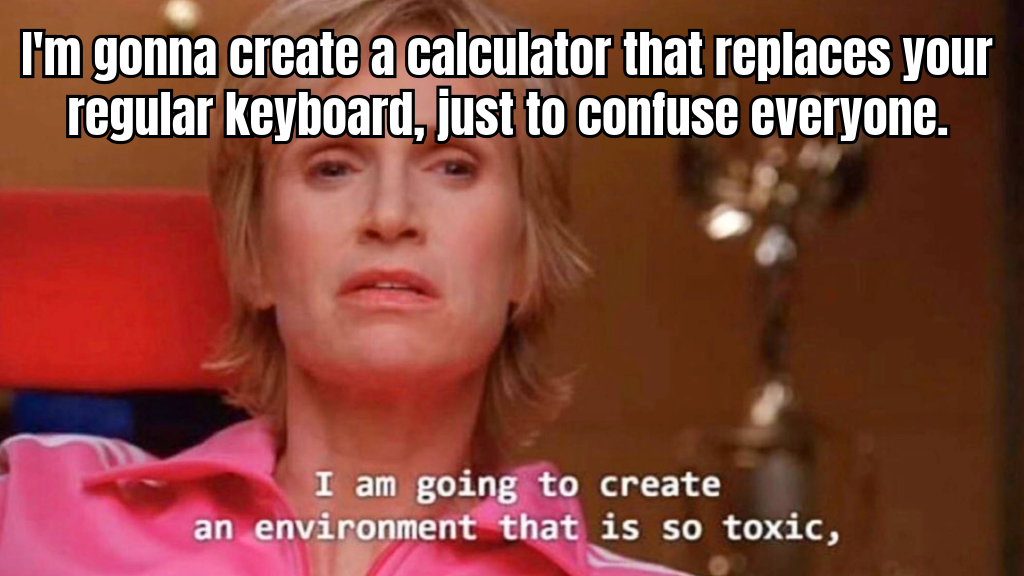 I'm gonna create a calculator that replaces your
regular keyboard, just to confuse everyone.
I am going to create
an environment that is so toxic,